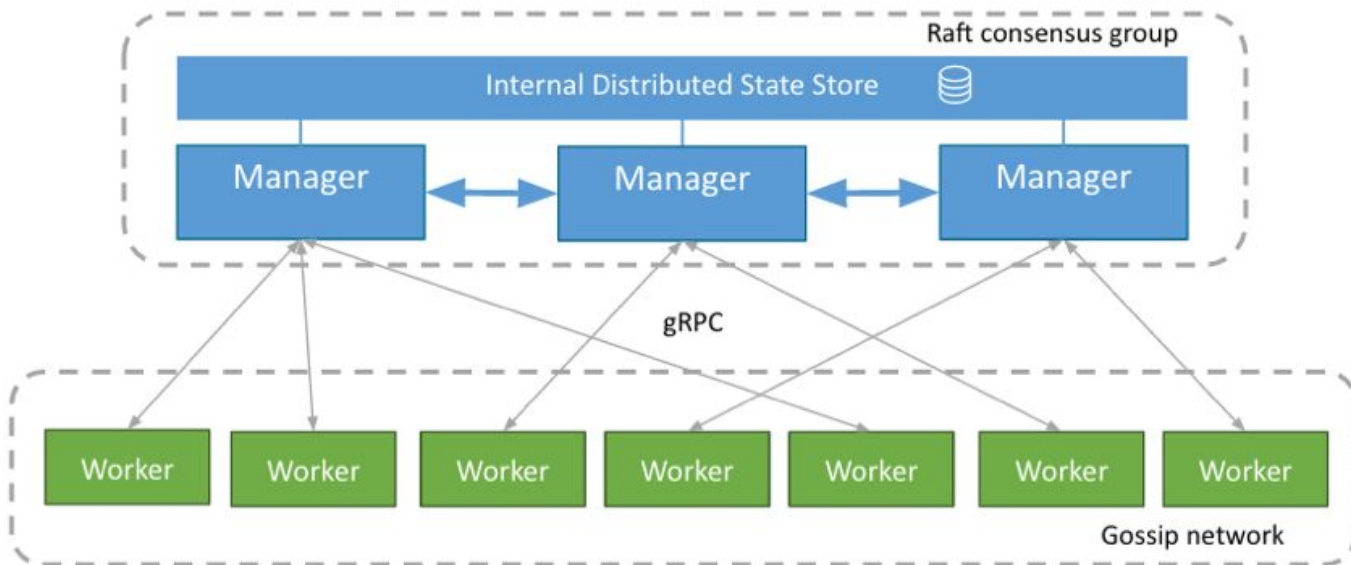 Raft consensus group
Internal Distributed State Store
Manager
Manager
Manager
gRPC
Worker
Worker
Worker
Worker
Worker
Worker
Worker
Gossip network